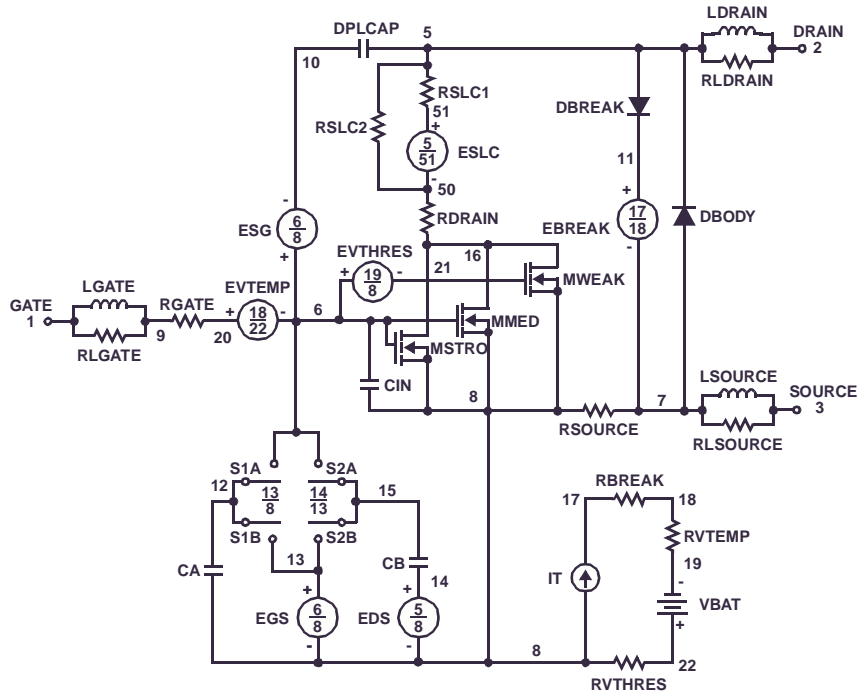 LDRAIN
DPLCAP
5
DRAIN
2
10
RLDRAIN
RSLC1
51
DBREAK
RSLC2
+
5
51
ESLC
-
11
50
-
+
ESG
6
8
RDRAIN
EBREAK
17
18
DBODY
EVTHRES
16
+
-
+
19
8
-
21
MWEAK
LGATE
EVTEMP
GATE
1
RGATE
+
18
22
-
6
MMED
9
20
RLGATE
MSTRO
LSOURCE
CIN
8
7
SOURCE
3
RSOURCE
RLSOURCE
RBREAK
S1A
S2A
12
13
8
14
13
15
17
18
RVTEMP
S1B
S2B
13
CB
19
CA
14
IT
-
+
+
VBAT
EGS
6
8
EDS
5
8
+
-
-
8
22
RVTHRES